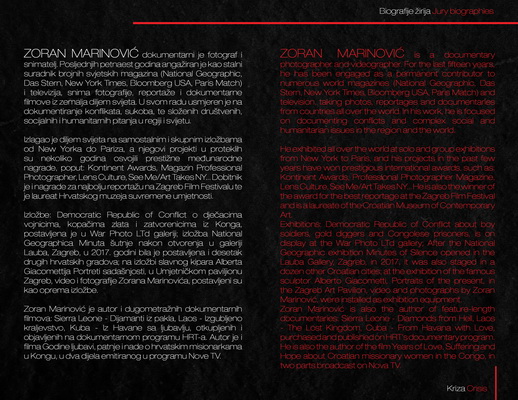 Biografije žirija Jury biographies
ZORAN MARINOVIĆ dokumentarni je fotograf i
snimatelj. Posljednjih petnaest godina angažiran je kao stalni
suradnik brojnih svjetskih magazina (National Geographic,
Das Stern, New York Times, Bloomberg USA, Paris Match)
i televizija, snima fotografije, reportaže i dokumentarne
filmove iz zemalja diljem svijeta. U svom radu usmjeren je na
dokumentiranje konflikata, sukoba, te složenih društvenih,
socijalnih i humanitarnih pitanja u regiji i svijetu.
Izlagao je diljem svijeta na samostalnim i skupnim izložbama
od New Yorka do Pariza, a njegovi projekti u proteklih
su nekoliko godina osvojili prestižne međunarodne
nagrade, poput: Kontinent Awards, Magazin Professional
Photographer, Lens Culture, See Me/Art Takes NY... Dobitnik
je i nagrade za najbolju reportažu na Zagreb Film Festivalu te
je laureat Hrvatskog muzeja suvremene umjetnosti.
Izložbe: Democratic Republic of Conflict o dječacima
vojnicima, kopačima zlata i zatvorenicima iz Konga,
postavljena je u War Photo LTd galeriji; izložba National
Geographica Minuta šutnje nakon otvorenja u galeriji
Lauba, Zagreb, u 2017. godini bila je postavljena i desetak
drugih hrvatskih gradova; na izložbi slavnog kipara Alberta
Giacomettija Portreti sadašnjosti, u Umjetničkom paviljonu
Zagreb, video i fotografije Zorana Marinovića, postavljeni su
kao oprema izložbe.
Zoran Marinović je autor i dugometražnih dokumentarnih
filmova: Sierra Leone - Dijamanti iz pakla, Laos - Izgubljeno
kraljevstvo, Kuba - Iz Havane sa ljubavlju, otkupljenih i
objavljenih na dokumentarnom programu HRT-a. Autor je i
filma Godine ljubavi, patnje i nade o hrvatskim misionarkama
u Kongu, u dva dijela emitiranog u programu Nove TV.
ZORAN MARINOVIĆ is a documentary
photographer and videographer. For the last fifteen years,
he has been engaged as a permanent contributor to
numerous world magazines (National Geographic, Das
Stern, New York Times, Bloomberg USA, Paris Match) and
television, taking photos, reportages and documentaries
from countries all over the world. In his work, he is focused
on documenting conflicts and complex social and
humanitarian issues in the region and the world.
He exhibited all over the world at solo and group exhibitions
from New York to Paris, and his projects in the past few
years have won prestigious international awards, such as:
Kontinent Awards, Professional Photographer Magazine,
Lens Culture, See Me/Art Takes NY... He is also the winner of
the award for the best reportage at the Zagreb Film Festival
and is a laureate of the Croatian Museum of Contemporary
Art.
Exhibitions: Democratic Republic of Conflict about boy
soldiers, gold diggers and Congolese prisoners, is on
display at the War Photo LTd gallery; After the National
Geographic exhibition Minutes of Silence opened in the
Lauba Gallery, Zagreb, in 2017, it was also staged in a
dozen other Croatian cities; at the exhibition of the famous
sculptor Alberto Giacometti, Portraits of the present, in
the Zagreb Art Pavilion, video and photographs by Zoran
Marinović, were installed as exhibition equipment.
Zoran Marinović is also the author of feature-length
documentaries: Sierra Leone - Diamonds from Hell, Laos
- The Lost Kingdom, Cuba - From Havana with Love,
purchased and published on HRT's documentary program.
He is also the author of the film Years of Love, Suffering and
Hope about Croatian missionary women in the Congo, in
two parts broadcast on Nova TV.
Kriza Crisis